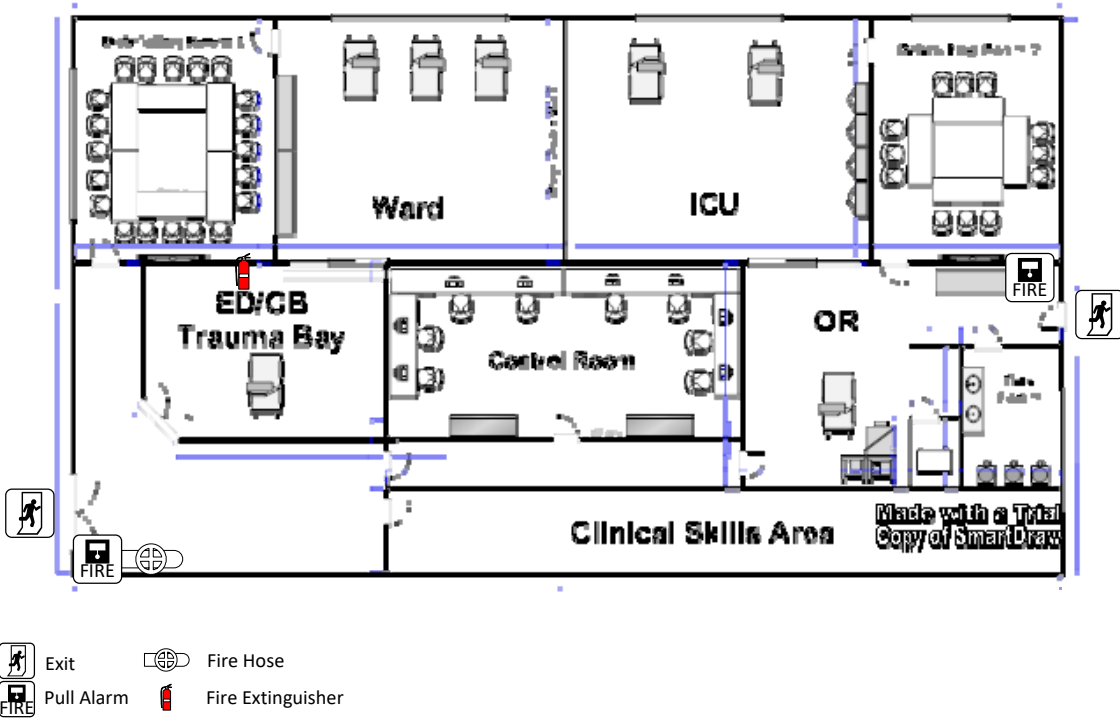 Ward
ICU
FIRE
ED/GB
Trauma Bay
Control Room
OR
Clinical Skills Area
Made with a Trial
Copy of SmartDraw
FIRE
Exit
Fire Hose
FIRE
Pull Alarm
Fire Extinguisher